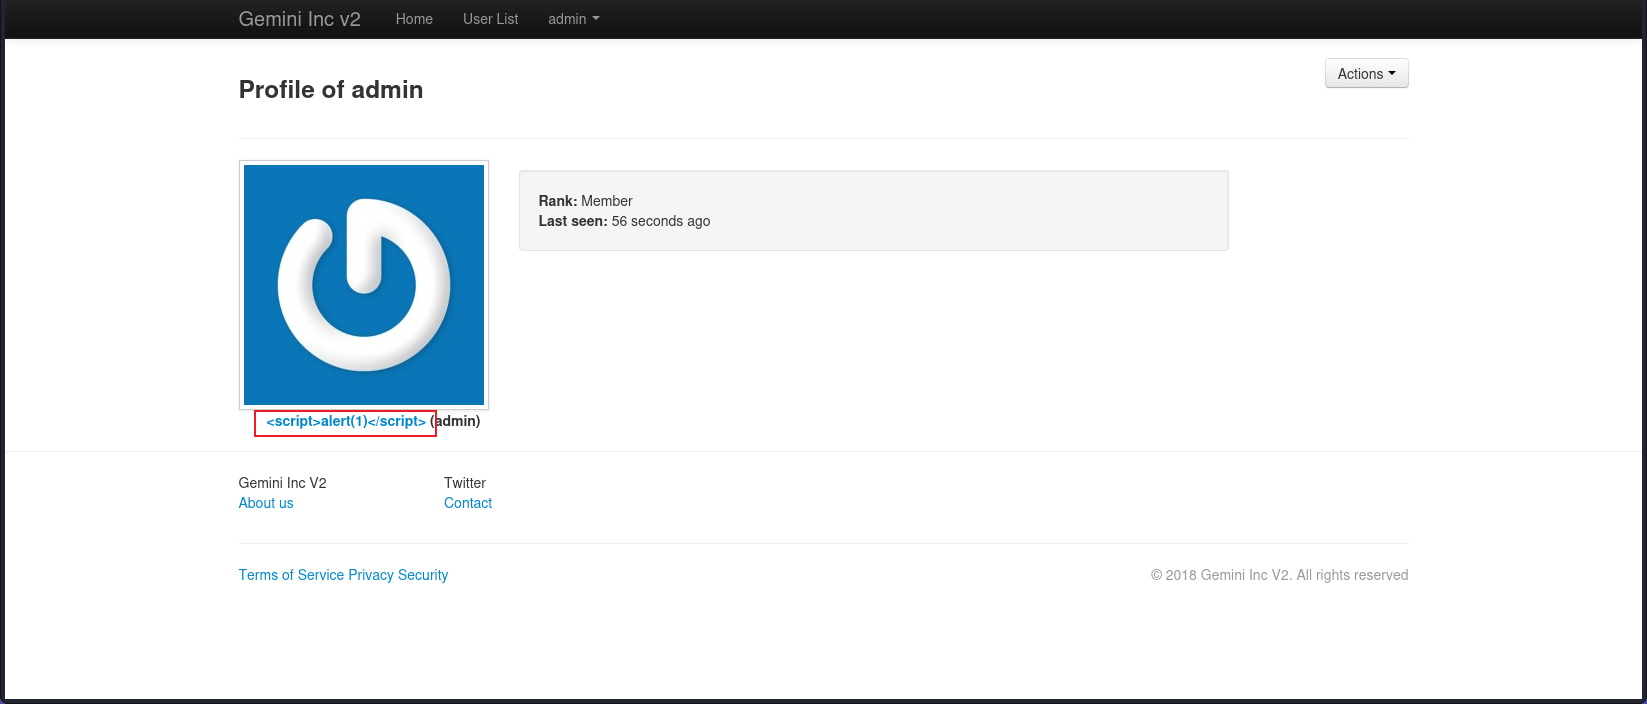 Gemini Inc v2 Home User List admin
Actions
Profile of admin
Rank: Member
Last seen: 56 seconds ago
<script>alert(1)</script> (admin)
Gemini Inc V2 Twitter
About us Contact
Terms of Service Privacy Security © 2018 Gemini Inc V2. All rights reserved